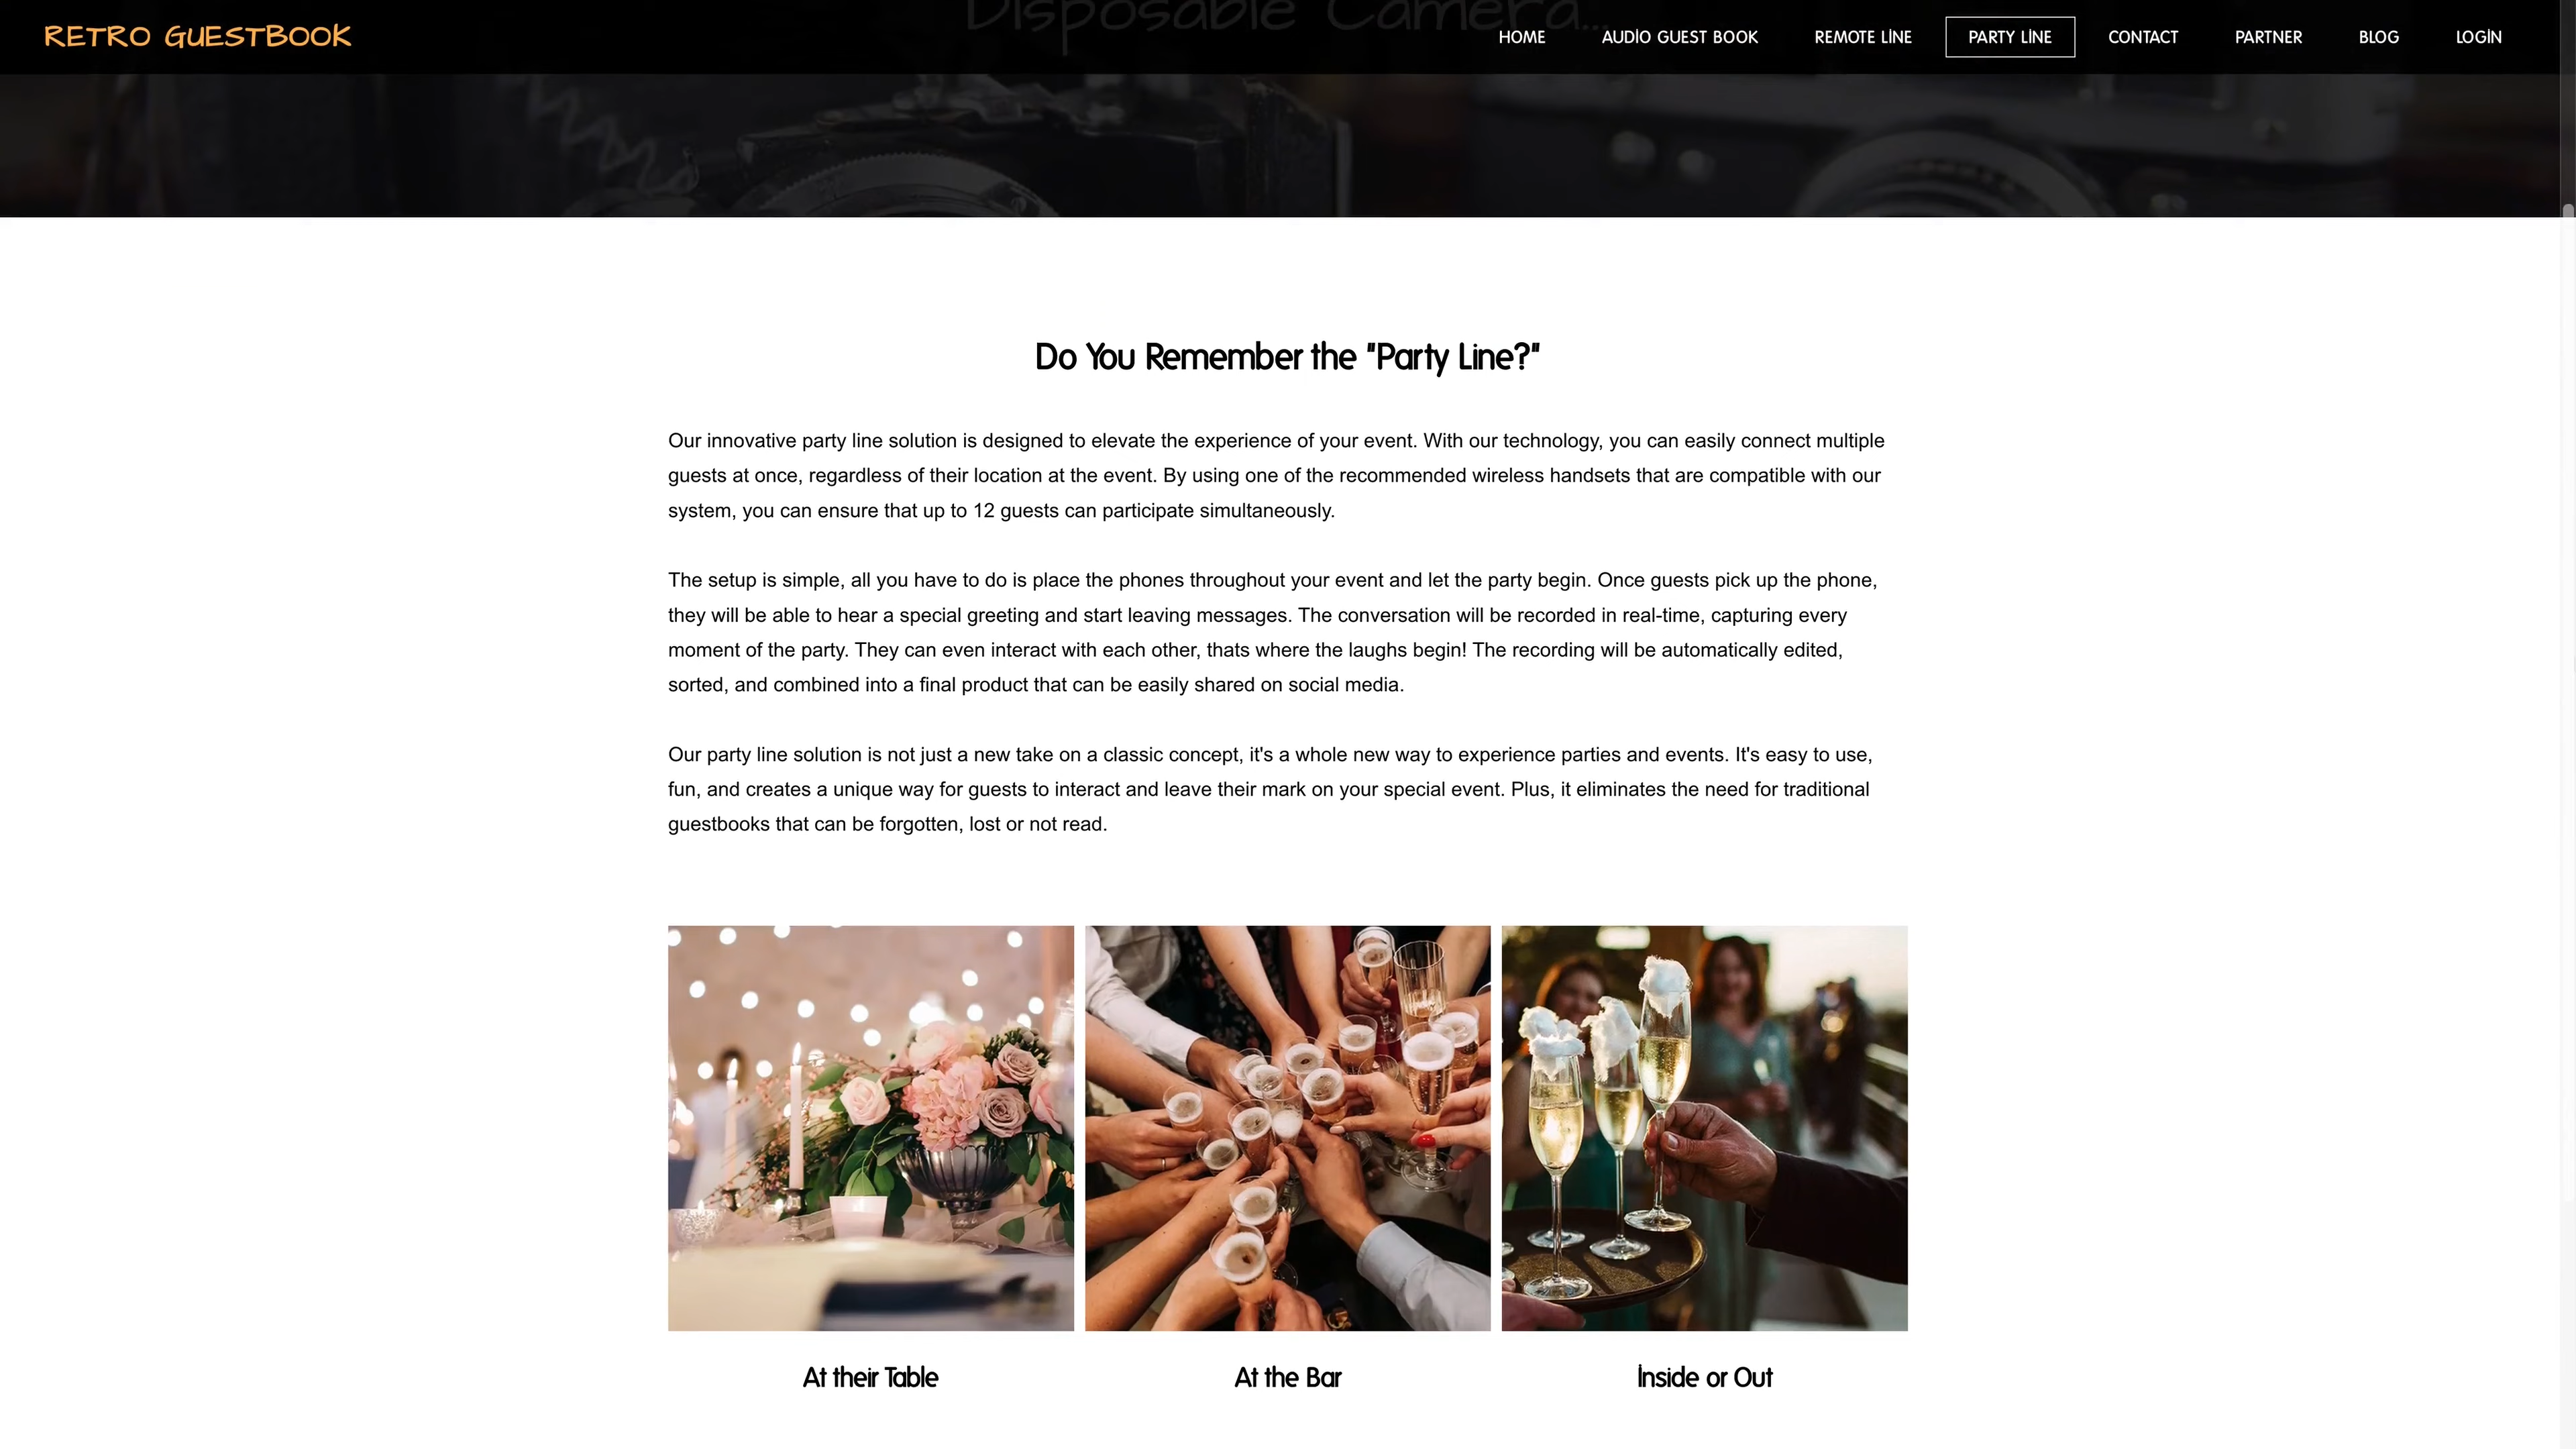 Disposable Camera...
RETRO GUESTBOOK
HOME AUDIO GUEST BOOK REMOTE LINE PARTY LINE CONTACT PARTNER BLOG LOGIN
Do You Remember the "Party Line?"
Our innovative party line solution is designed to elevate the experience of your event. With our technology, you can easily connect multiple
guests at once, regardless of their location at the event. By using one of the recommended wireless handsets that are compatible with our
system, you can ensure that up to 12 guests can participate simultaneously.
The setup is simple, all you have to do is place the phones throughout your event and let the party begin. Once guests pick up the phone,
they will be able to hear a special greeting and start leaving messages. The conversation will be recorded in real-time, capturing every
moment of the party. They can even interact with each other, thats where the laughs begin! The recording will be automatically edited,
sorted, and combined into a final product that can be easily shared on social media.
Our party line solution is not just a new take on a classic concept, it's a whole new way to experience parties and events. It's easy to use,
fun, and creates a unique way for guests to interact and leave their mark on your special event. Plus, it eliminates the need for traditional
guestbooks that can be forgotten, lost or not read.
At their Table
At the Bar
Inside or Out